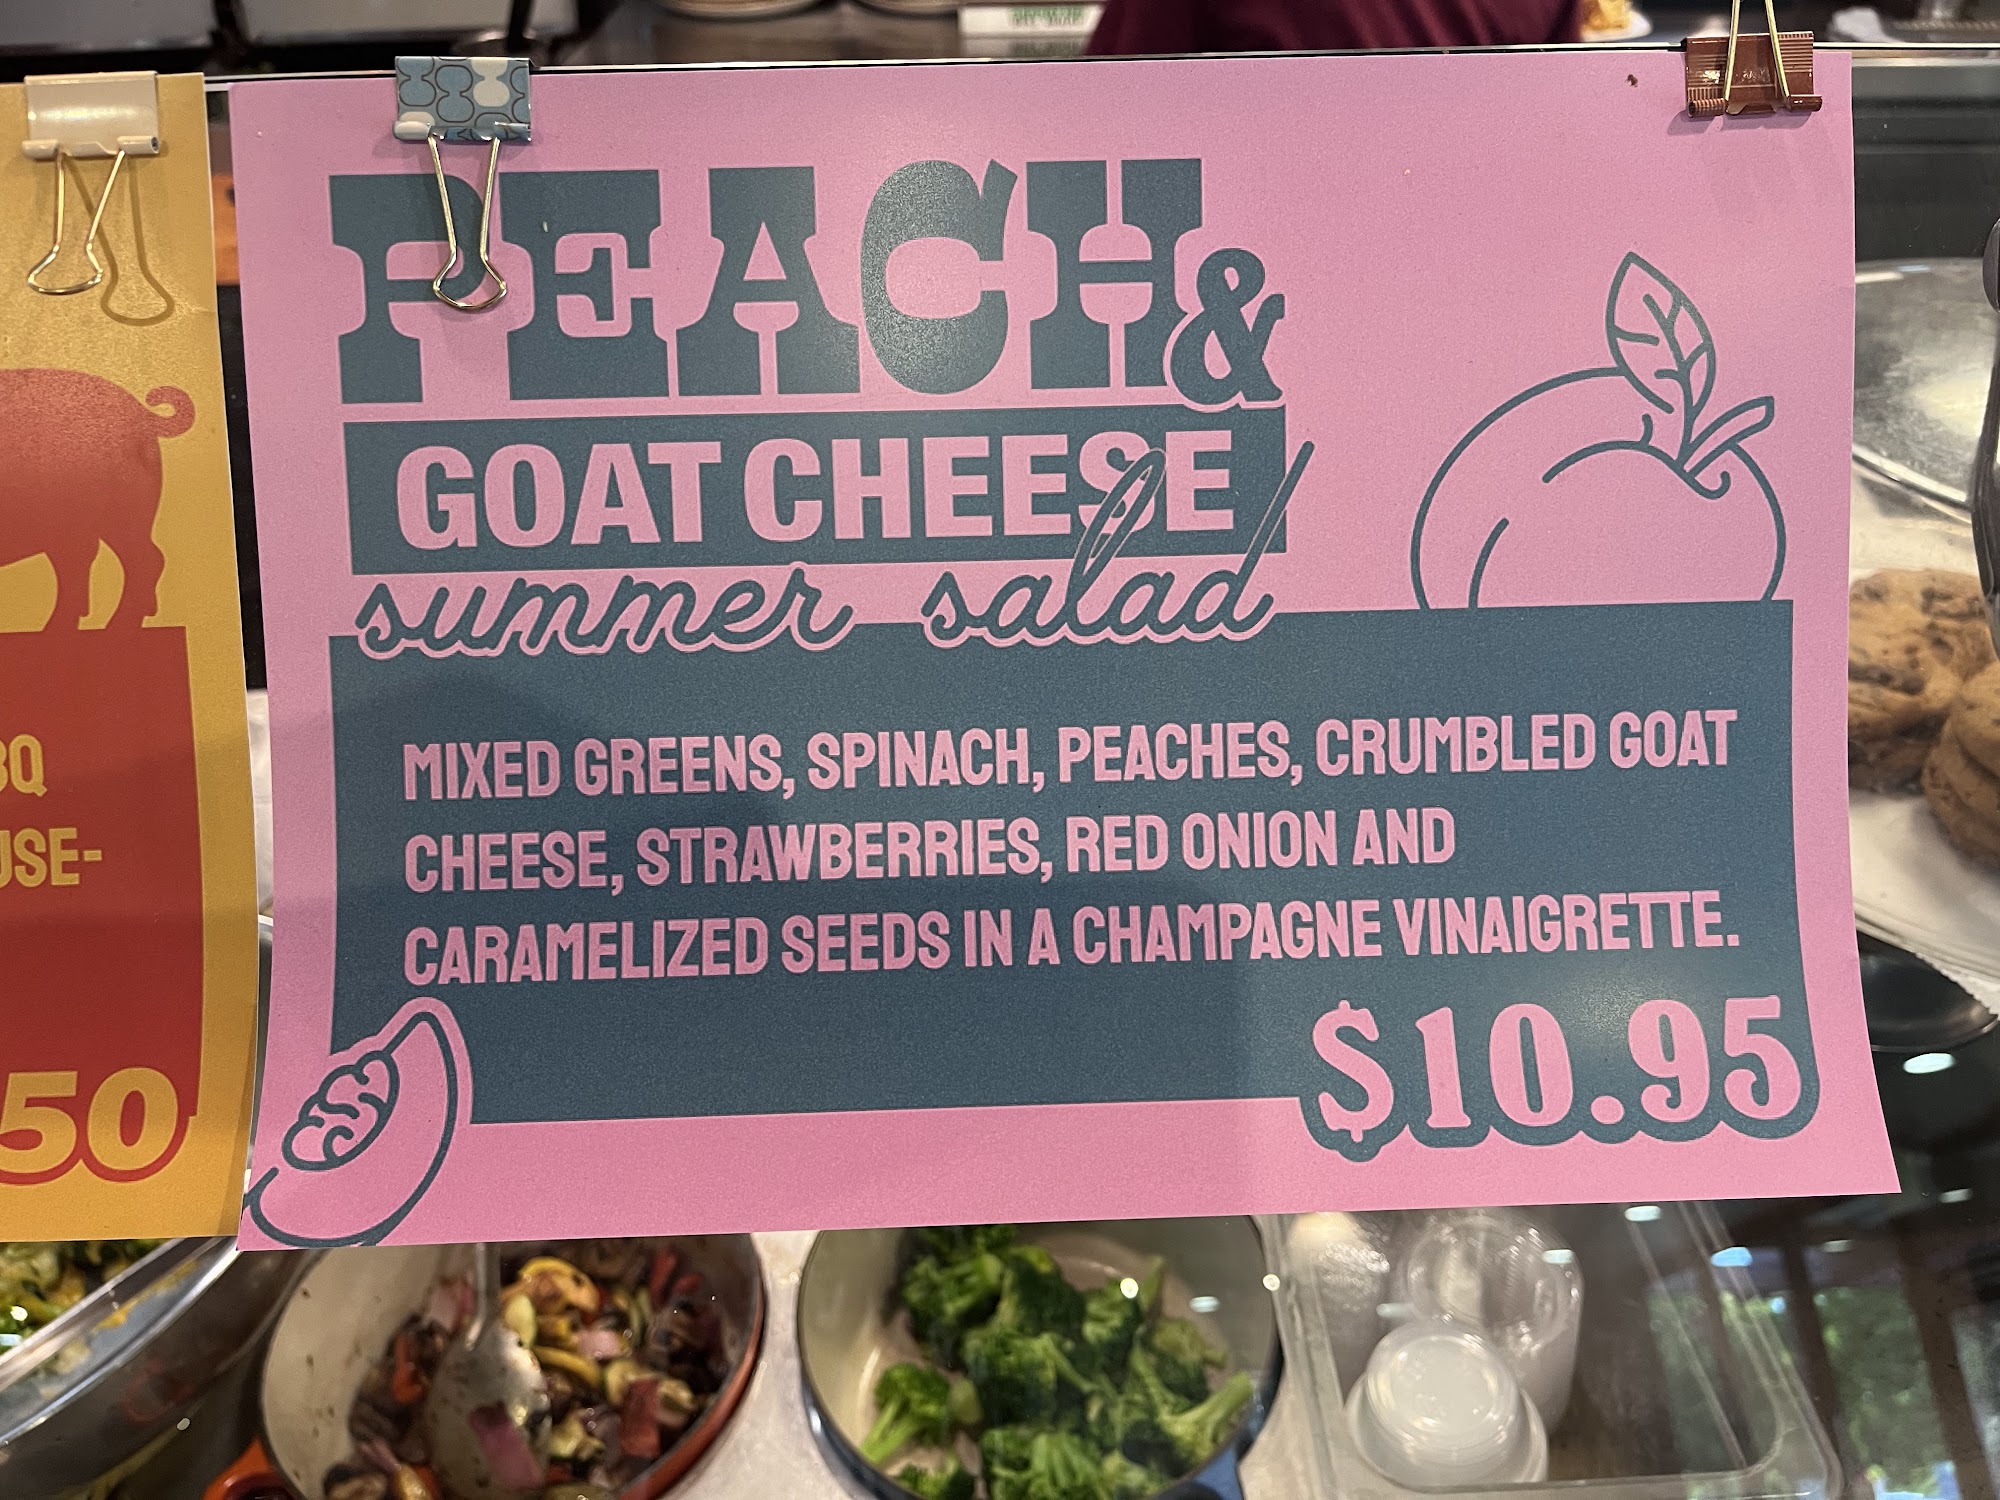 PEACH &
GOAT CHEESE
summer salad
MIXED GREENS, SPINACH, PEACHES, CRUMBLED GOAT
CHEESE, STRAWBERRIES, RED ONION AND
CARAMELIZED SEEDS IN A CHAMPAGNE VINAIGRETTE.
$10.95
BQ
USE-
50